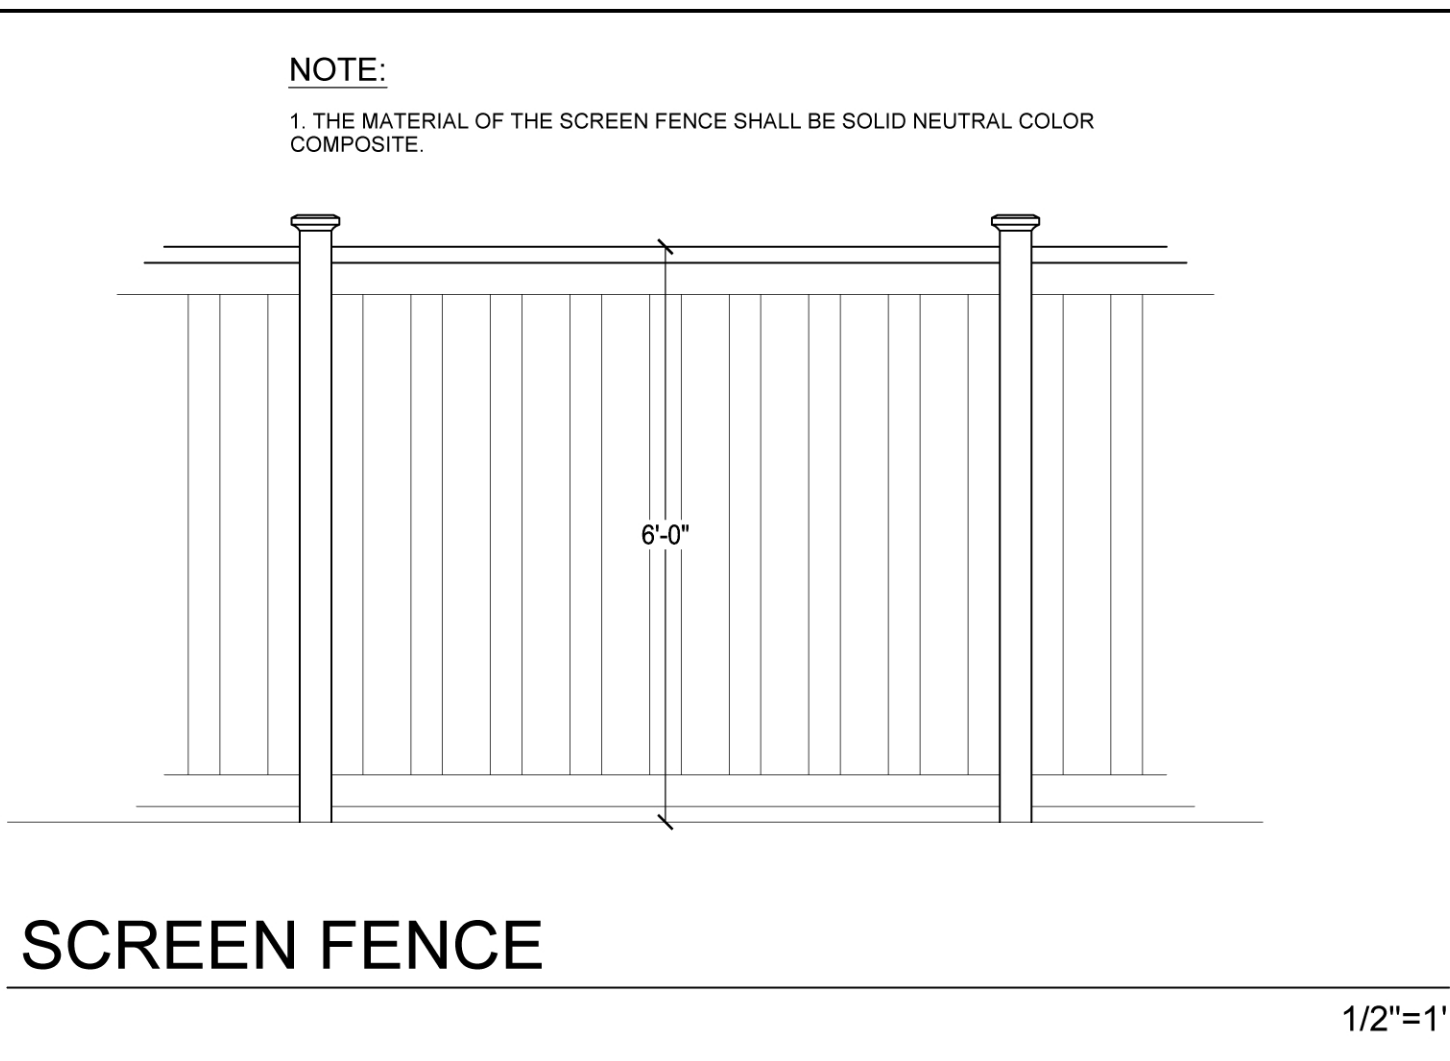 NOTE:
1. THE MATERIAL OF THE SCREEN FENCE SHALL BE SOLID NEUTRAL COLOR
COMPOSITE.
6'-0"
SCREEN FENCE
1/2"=1'